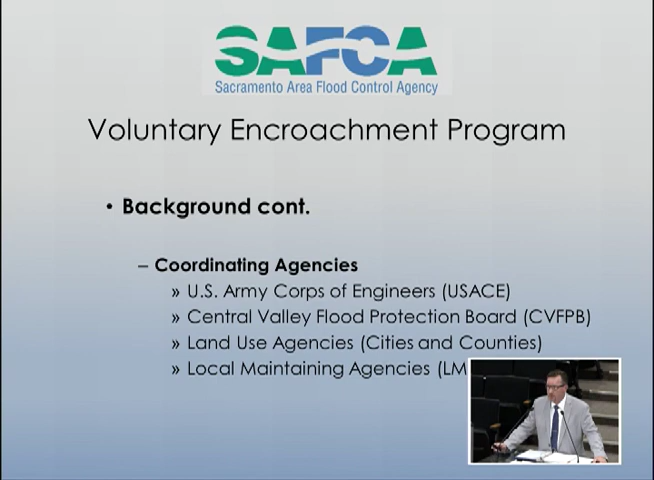 SAFCA
Sacramento Area Flood Control Agency
Voluntary Encroachment Program
• Background cont.
– Coordinating Agencies
» U.S. Army Corps of Engineers (USACE)
» Central Valley Flood Protection Board (CVFPB)
» Land Use Agencies (Cities and Counties)
» Local Maintaining Agencies (LM